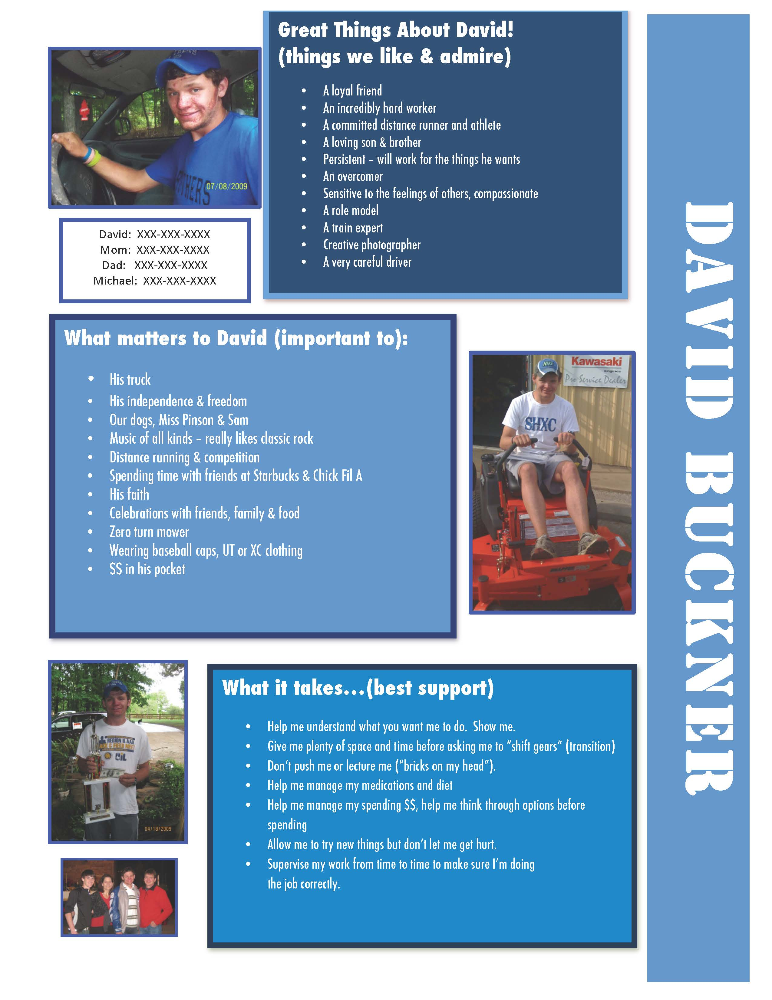 Great Things About David!
(things we like & admire)
• A loyal friend
• An incredibly hard worker
• A committed distance runner and athlete
• A loving son & brother
• Persistent – will work for the things he wants
• An overcomer
• Sensitive to the feelings of others, compassionate
• A role model
• A train expert
• Creative photographer
• A very careful driver
07/08/2009
David: XXX-XXX-XXXX
Mom: XXX-XXX-XXXX
Dad: XXX-XXX-XXXX
Michael: XXX-XXX-XXXX
DAVID BUCKNER
What matters to David (important to):
• His truck
• His independence & freedom
• Our dogs, Miss Pinson & Sam
• Music of all kinds – really likes classic rock
• Distance running & competition
• Spending time with friends at Starbucks & Chick Fil A
• His faith
• Celebrations with friends, family & food
• Zero turn mower
• Wearing baseball caps, UT or XC clothing
• $$ in his pocket
Kawasaki
Engines
Pro Service Dealer
NIKE
SHXC
REGION II-AAA
UIL
04/18/2009
What it takes...(best support)
• Help me understand what you want me to do.  Show me.
• Give me plenty of space and time before asking me to “shift gears” (transition)
• Don’t push me or lecture me (“bricks on my head”).
• Help me manage my medications and diet
• Help me manage my spending $$, help me think through options before
spending
• Allow me to try new things but don’t let me get hurt.
• Supervise my work from time to time to make sure I’m doing
the job correctly.